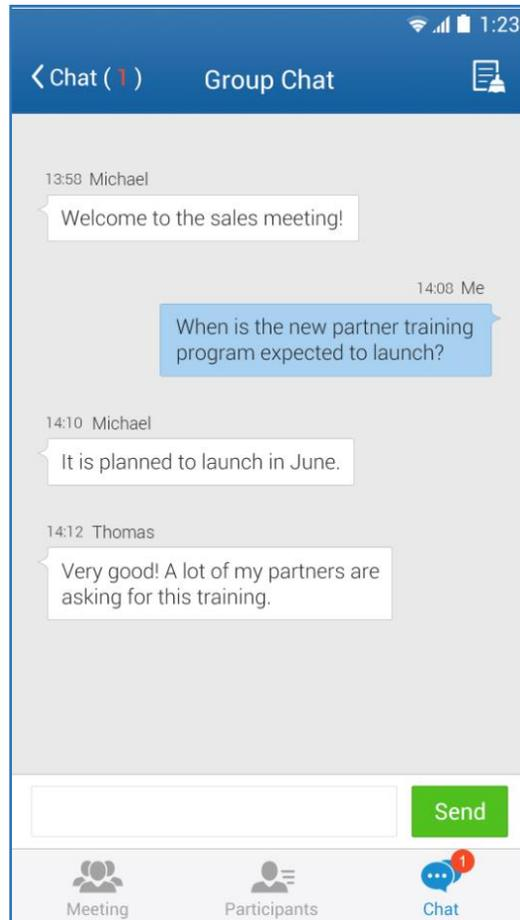 1:23
Chat ( 1 )
Group Chat
13:58 Michael
Welcome to the sales meeting!
14:08 Me
When is the new partner training
program expected to launch?
14:10 Michael
It is planned to launch in June.
14:12 Thomas
Very good! A lot of my partners are
asking for this training.
Send
Meeting
Participants
1
Chat